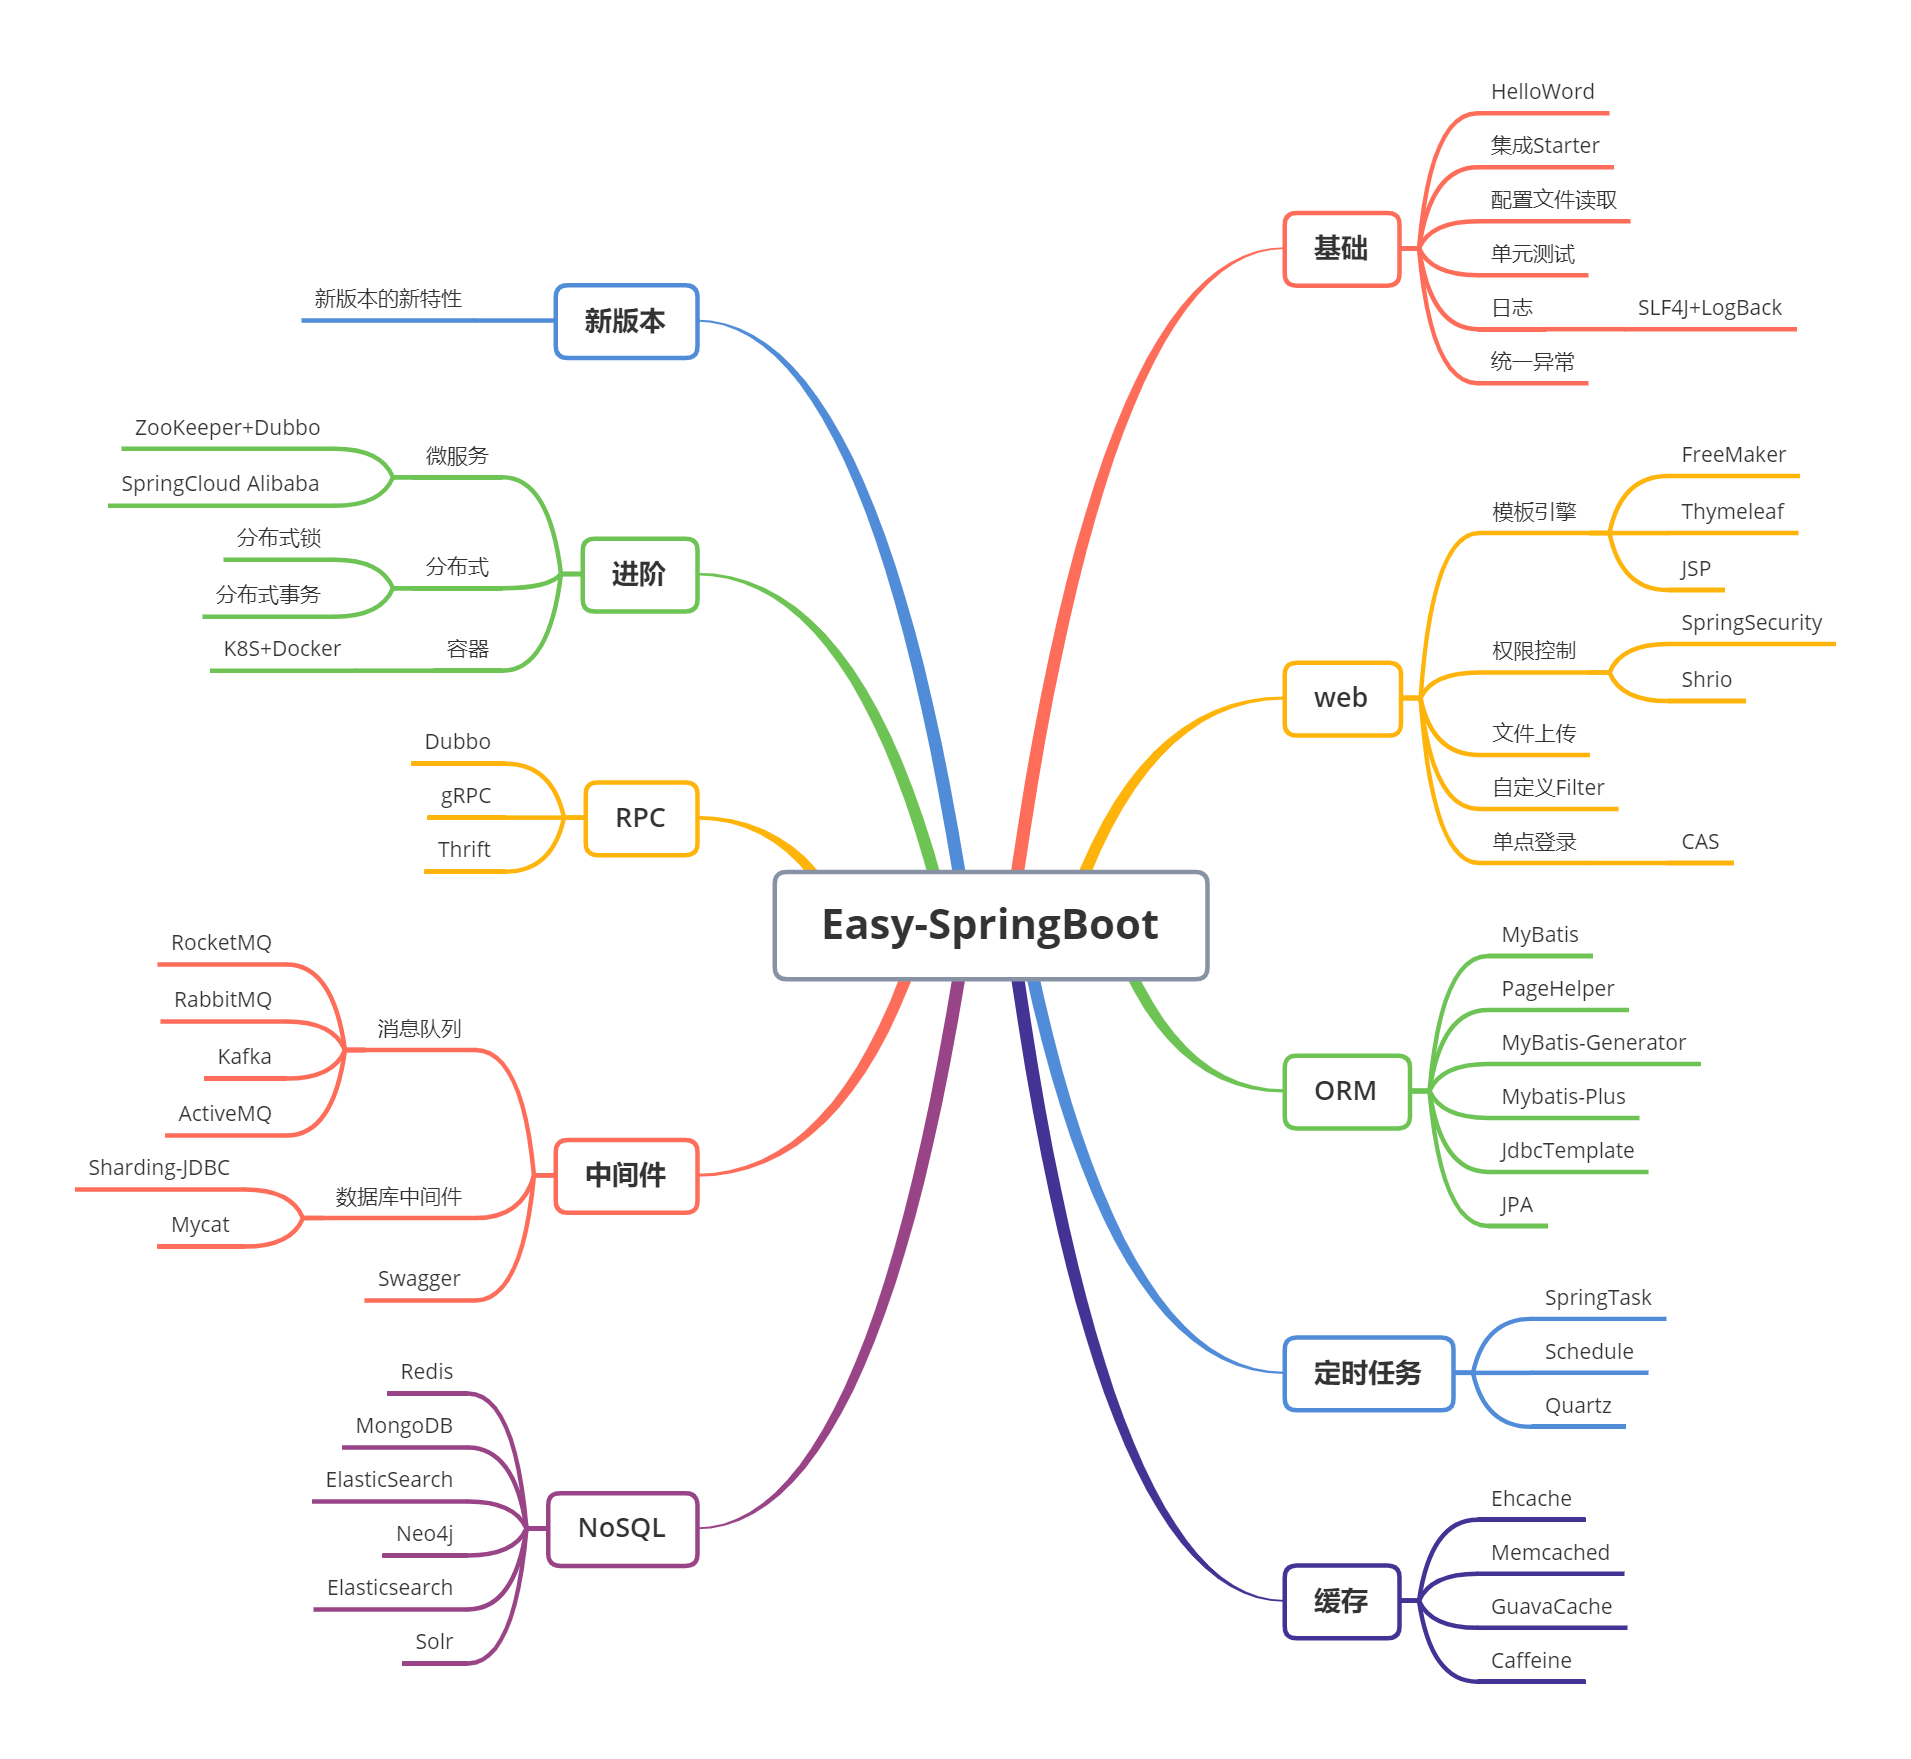 Easy-SpringBoot
基础
HelloWord
集成Starter
配置文件读取
单元测试
日志
SLF4J+LogBack
统一异常
web
模板引擎
FreeMaker
Thymeleaf
JSP
权限控制
SpringSecurity
Shrio
文件上传
自定义Filter
单点登录
CAS
ORM
MyBatis
PageHelper
MyBatis-Generator
Mybatis-Plus
JdbcTemplate
JPA
定时任务
SpringTask
Schedule
Quartz
缓存
Ehcache
Memcached
GuavaCache
Caffeine
新版本
新版本的新特性
进阶
微服务
ZooKeeper+Dubbo
SpringCloud Alibaba
分布式
分布式锁
分布式事务
容器
K8S+Docker
RPC
Dubbo
gRPC
Thrift
中间件
消息队列
RocketMQ
RabbitMQ
Kafka
ActiveMQ
数据库中间件
Sharding-JDBC
Mycat
Swagger
NoSQL
Redis
MongoDB
ElasticSearch
Neo4j
Elasticsearch
Solr